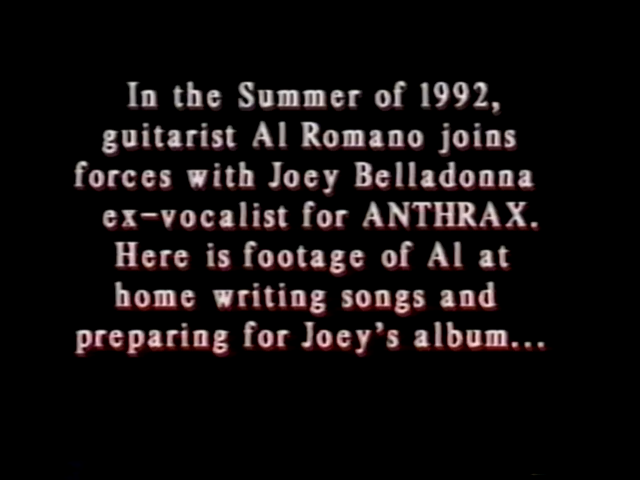 In the Summer of 1992,
guitarist Al Romano joins
forces with Joey Belladonna
ex-vocalist for ANTHRAX.
Here is footage of Al at
home writing songs and
preparing for Joey's album...